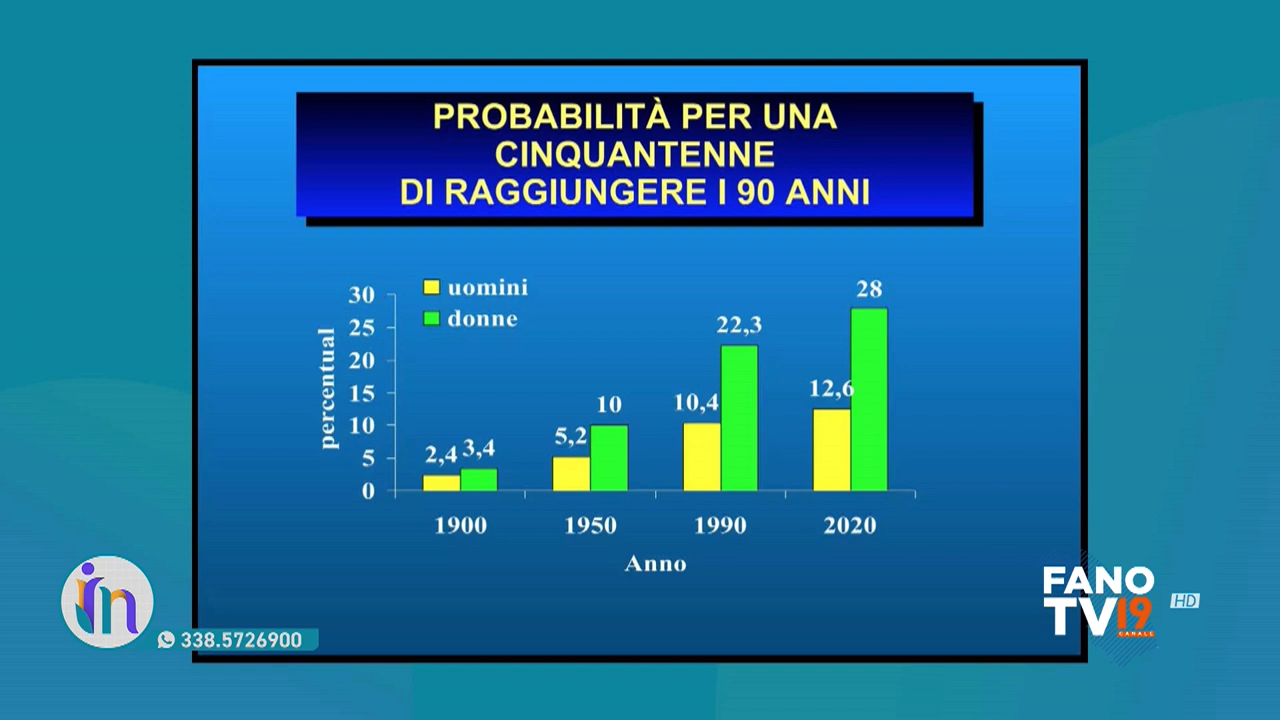 PROBABILITÀ PER UNA
CINQUANTENNE
DI RAGGIUNGERE I 90 ANNI
uomini
donne
percentual
30
25
20
15
10
5
0
2,4
3,4
5,2
10
10,4
22,3
12,6
28
1900
1950
1990
2020
Anno
in
338.5726900
FANO
TV19
CANALE
HD